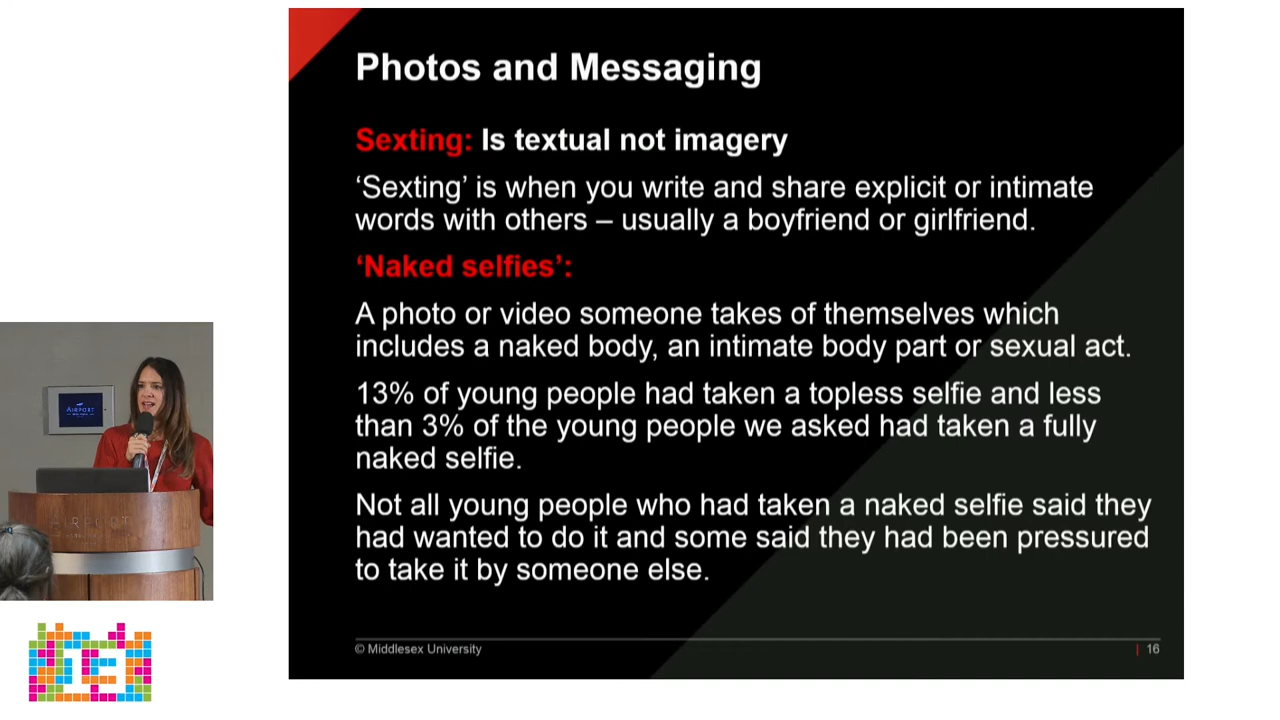 Photos and Messaging
Sexting: Is textual not imagery
‘Sexting’ is when you write and share explicit or intimate
words with others – usually a boyfriend or girlfriend.
‘Naked selfies’:
A photo or video someone takes of themselves which
includes a naked body, an intimate body part or sexual act.
13% of young people had taken a topless selfie and less
than 3% of the young people we asked had taken a fully
naked selfie.
Not all young people who had taken a naked selfie said they
had wanted to do it and some said they had been pressured
to take it by someone else.
© Middlesex University
| 16
AIRPORT
AIRPORT